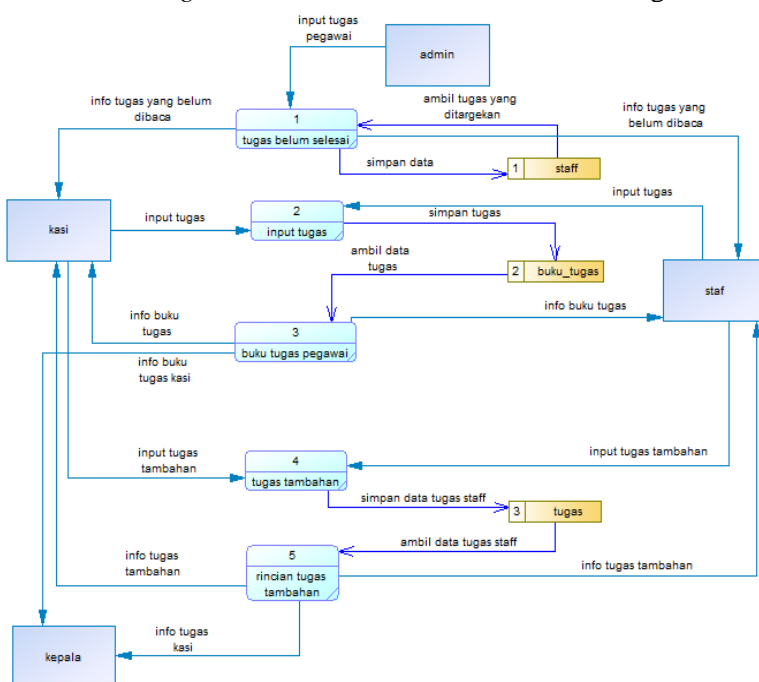 input tugas
pegawai
admin
info tugas yang belum
dibaca
ambil tugas yang
ditargekan
info tugas yang
belum dibaca
1
tugas belum selesai
simpan data
1 staff
kasi
input tugas
2
input tugas
simpan tugas
input tugas
ambil data
tugas
2 buku_tugas
staf
info buku
tugas
3
buku tugas pegawai
info buku tugas
info buku
tugas kasi
input tugas
tambahan
4
tugas tambahan
input tugas tambahan
simpan data tugas staff
3 tugas
ambil data tugas staff
info tugas
tambahan
5
rincian tugas
tambahan
info tugas tambahan
info tugas
kasi
kepala